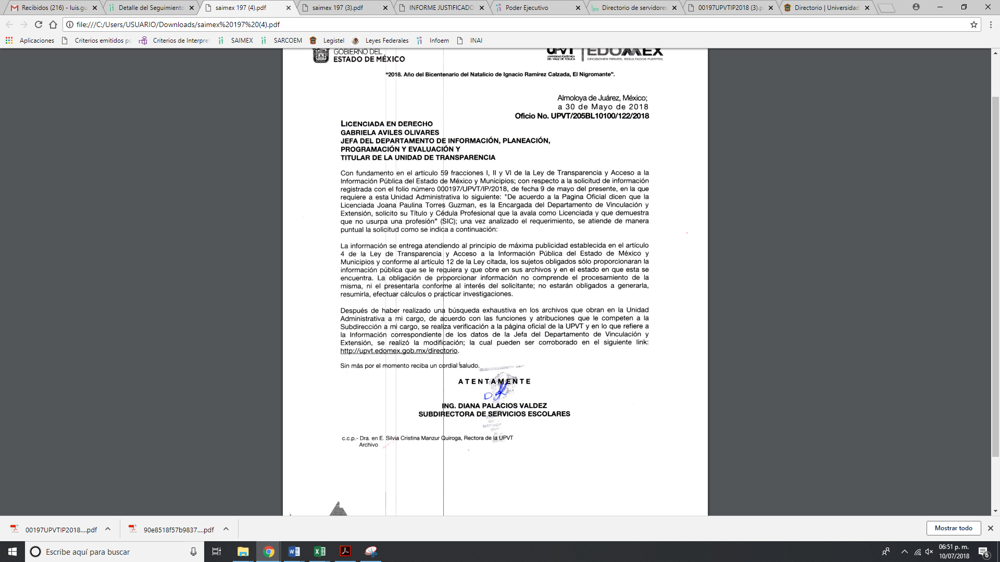 Recibidos (216) - luis.gu
Detalle del Seguimiento
saimex 197 (4).pdf
saimex 197 (3).pdf
INFORME JUSTIFICADO
Poder Ejecutivo
Directorio de servidores
00197UPVTIP2018 (3).p
Directorio | Universidad
file:///C:/Users/USUARIO/Downloads/saimex%20197%20(4).pdf
Aplicaciones
Criterios emitidos po
Criterios de Interpret
SAIMEX
SARCOEM
Legistel
Leyes Federales
Infoem
INAI
GOBIERNO DEL
ESTADO DE MÉXICO
UPVT
UNIVERSIDAD POLITÉCNICA
DEL VALLE DE TOLUCA
EDOMEX
DECISIONES FIRMES, RESULTADOS FUERTES.
"2018. Año del Bicentenario del Natalicio de Ignacio Ramírez Calzada, El Nigromante".
Almoloya de Juárez, México;
a 30 de Mayo de 2018
Oficio No. UPVT/205BL10100/122/2018
LICENCIADA EN DERECHO
GABRIELA AVILES OLIVARES
JEFA DEL DEPARTAMENTO DE INFORMACIÓN, PLANEACIÓN,
PROGRAMACIÓN Y EVALUACIÓN Y
TITULAR DE LA UNIDAD DE TRANSPARENCIA
Con fundamento en el artículo 59 fracciones I, II y VI de la Ley de Transparencia y Acceso a la
Información Pública del Estado de México y Municipios; con respecto a la solicitud de información
registrada con el folio número 000197/UPVT/IP/2018, de fecha 9 de mayo del presente, en la que
requiere a esta Unidad Administrativa lo siguiente: "De acuerdo a la Pagina Oficial dicen que la
Licenciada Joana Paulina Torres Guzman, es la Encargada del Departamento de Vinculación y
Extensión, solicito su Título y Cédula Profesional que la avala como Licenciada y que demuestra
que no usurpa una profesión" (SIC); una vez analizado el requerimiento, se atiende de manera
puntual la solicitud como se indica a continuación:
La información se entrega atendiendo al principio de máxima publicidad establecida en el artículo
4 de la Ley de Transparencia y Acceso a la Información Pública del Estado de México y
Municipios y conforme al artículo 12 de la Ley citada, los sujetos obligados sólo proporcionaran la
información pública que se le requiera y que obre en sus archivos y en el estado en que esta se
encuentra. La obligación de proporcionar información no comprende el procesamiento de la
misma, ni el presentarla conforme al interés del solicitante; no estarán obligados a generarla,
resumirla, efectuar cálculos o practicar investigaciones.
Después de haber realizado una búsqueda exhaustiva en los archivos que obran en la Unidad
Administrativa a mi cargo, de acuerdo con las funciones y atribuciones que le competen a la
Subdirección a mi cargo, se realiza verificación a la página oficial de la UPVT y en lo que refiere a
la Información correspondiente de los datos de la Jefa del Departamento de Vinculación y
Extensión, se realizó la modificación; la cual pueden ser corroborado en el siguiente link:
http://upvt.edomex.gob.mx/directorio.
Sin más por el momento reciba un cordial saludo.
A T E N T A M E N T E
ING. DIANA PALACIOS VALDEZ
SUBDIRECTORA DE SERVICIOS ESCOLARES
c.c.p.- Dra. en E. Silvia Cristina Manzur Quiroga, Rectora de la UPVT
Archivo
00197UPVTIP2018....pdf
90e8518f57b9837....pdf
Mostrar todo
Escribe aquí para buscar
06:51 p. m.
10/07/2018
6